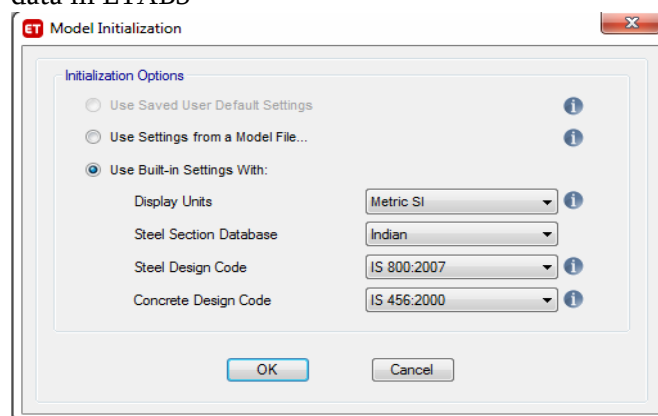 data in ETABS
ET Model Initialization
Initialization Options
Use Saved User Default Settings
Use Settings from a Model File...
Use Built-in Settings With:
Display Units Metric SI
Steel Section Database Indian
Steel Design Code IS 800:2007
Concrete Design Code IS 456:2000
OK Cancel